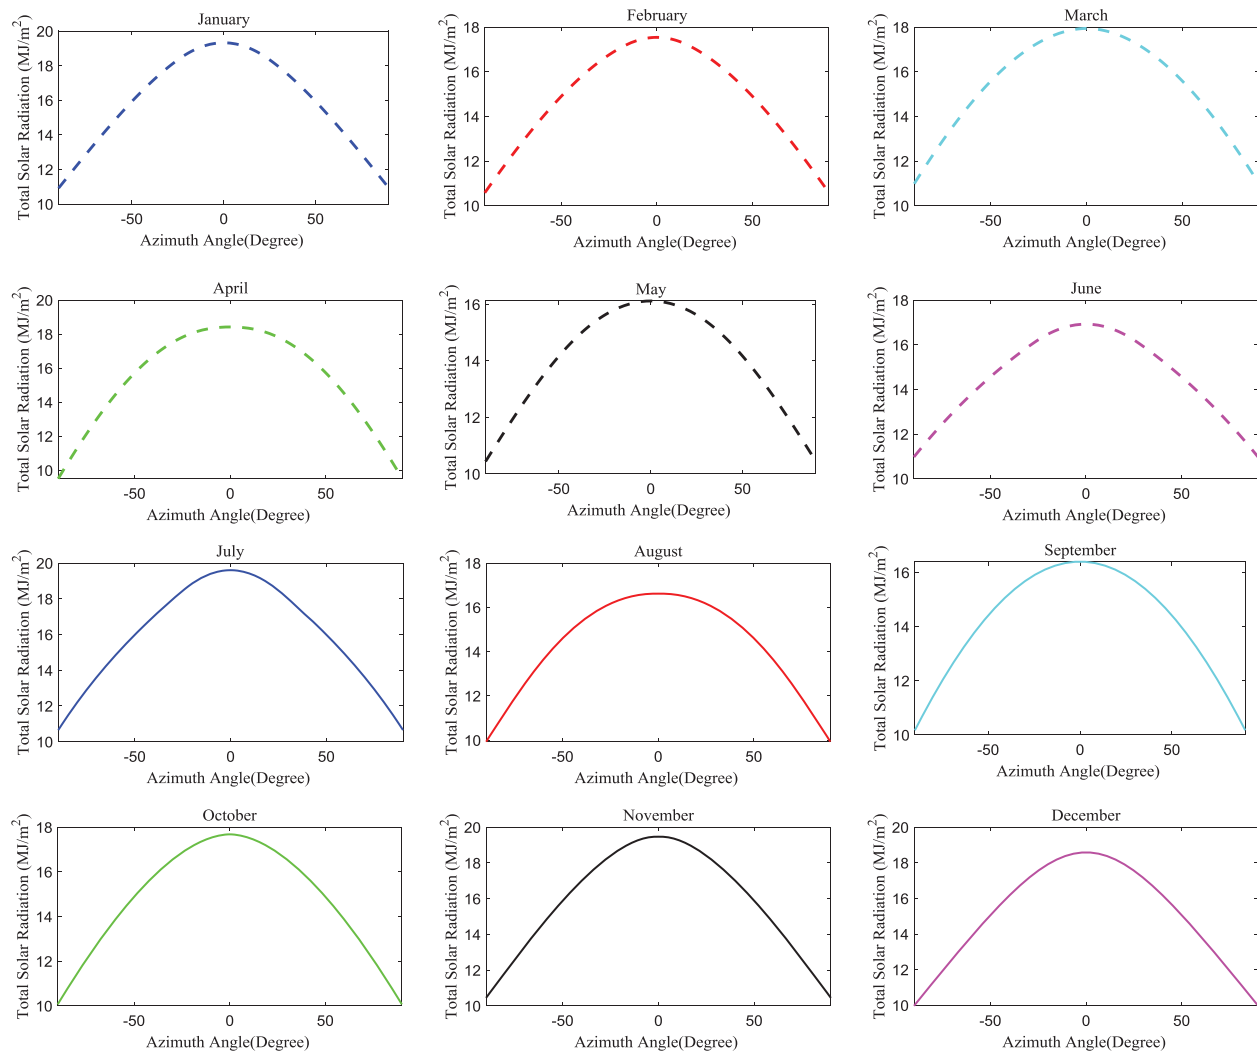 January
Total Solar Radiation (MJ/m²)
20
18
16
14
12
10
-50 0 50
Azimuth Angle(Degree)
February
Total Solar Radiation (MJ/m²)
18
16
14
12
10
-50 0 50
Azimuth Angle(Degree)
March
Total Solar Radiation (MJ/m²)
18
16
14
12
10
-50 0 50
Azimuth Angle(Degree)
April
Total Solar Radiation (MJ/m²)
20
18
16
14
12
10
-50 0 50
Azimuth Angle(Degree)
May
Total Solar Radiation (MJ/m²)
16
14
12
10
-50 0 50
Azimuth Angle(Degree)
June
Total Solar Radiation (MJ/m²)
18
16
14
12
10
-50 0 50
Azimuth Angle(Degree)
July
Total Solar Radiation (MJ/m²)
20
18
16
14
12
10
-50 0 50
Azimuth Angle(Degree)
August
Total Solar Radiation (MJ/m²)
18
16
14
12
10
-50 0 50
Azimuth Angle(Degree)
September
Total Solar Radiation (MJ/m²)
16
14
12
10
-50 0 50
Azimuth Angle(Degree)
October
Total Solar Radiation (MJ/m²)
18
16
14
12
10
-50 0 50
Azimuth Angle(Degree)
November
Total Solar Radiation (MJ/m²)
20
18
16
14
12
10
-50 0 50
Azimuth Angle(Degree)
December
Total Solar Radiation (MJ/m²)
20
18
16
14
12
10
-50 0 50
Azimuth Angle(Degree)